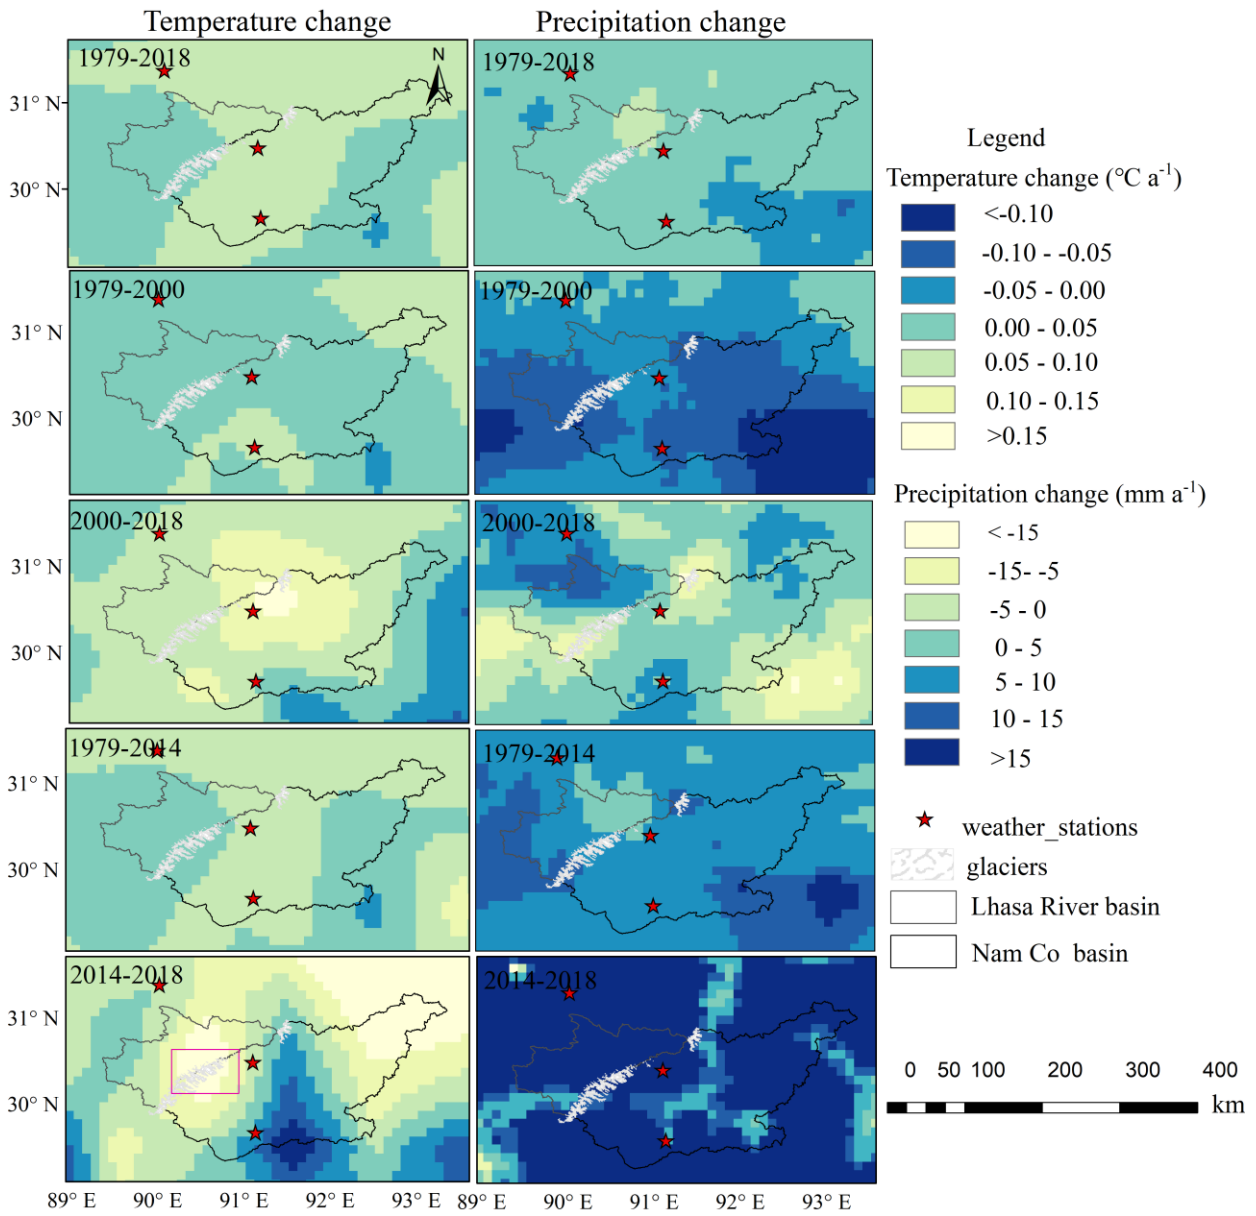 Temperature change
Precipitation change
1979-2018
N
1979-2018
31° N
30° N
1979-2000
1979-2000
31° N
30° N
2000-2018
2000-2018
31° N
30° N
1979-2014
1979-2014
31° N
30° N
2014-2018
2014-2018
31° N
30° N
89° E 90° E 91° E 92° E 93° E
89° E 90° E 91° E 92° E 93° E
Legend
Temperature change (°C a⁻¹)
<-0.10
-0.10 - -0.05
-0.05 - 0.00
0.00 - 0.05
0.05 - 0.10
0.10 - 0.15
>0.15
Precipitation change (mm a⁻¹)
< -15
-15- -5
-5 - 0
0 - 5
5 - 10
10 - 15
>15
weather_stations
glaciers
Lhasa River basin
Nam Co basin
0 50 100 200 300 400
km